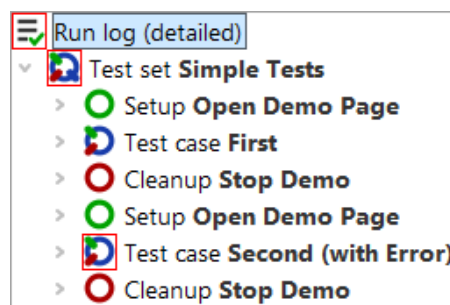 Run log (detailed)
Test set Simple Tests
Setup Open Demo Page
Test case First
Cleanup Stop Demo
Setup Open Demo Page
Test case Second (with Error)
Cleanup Stop Demo